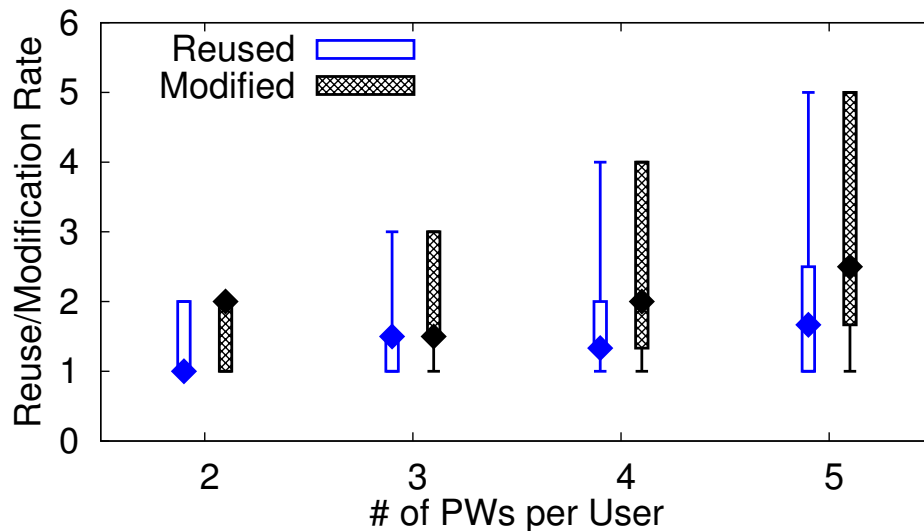 Reuse/Modification Rate
6
5
4
3
2
1
0
Reused
Modified
2
3
4
5
# of PWs per User